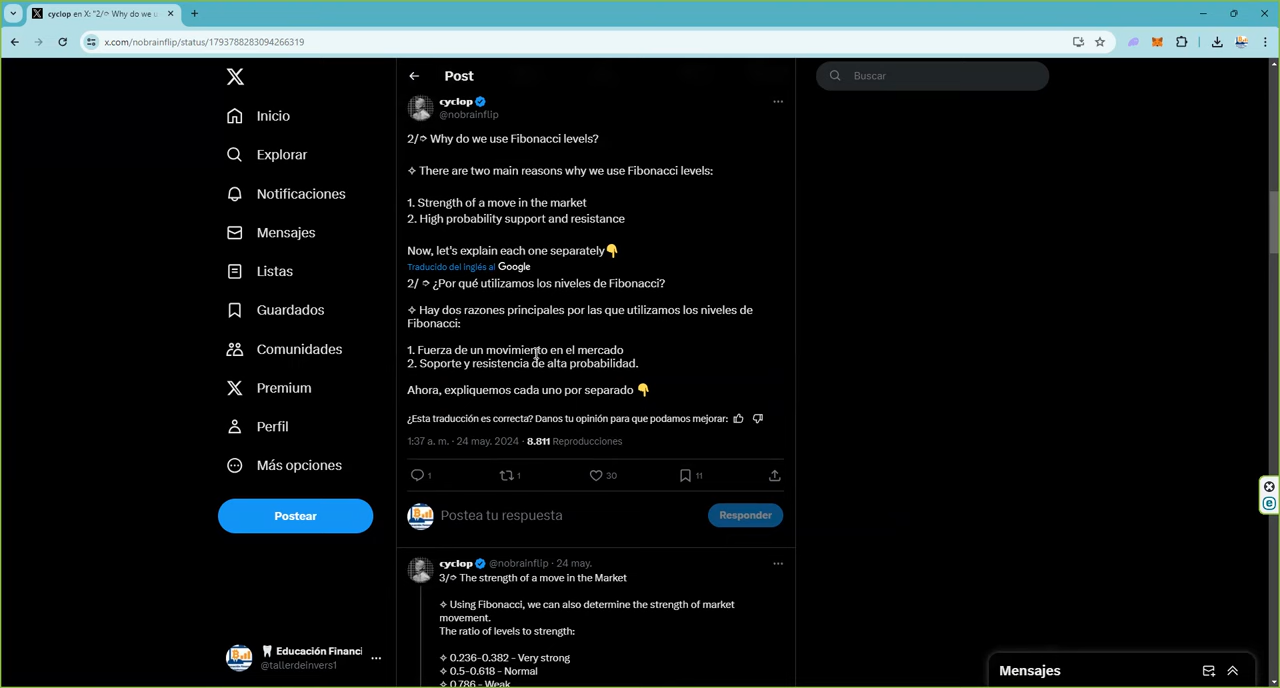 cyclop en X: "2/ Why do we u
x.com/nobrainflip/status/1793788283094266319
Post
Buscar
Inicio
Explorar
Notificaciones
Mensajes
Listas
Guardados
Comunidades
Premium
Perfil
Más opciones
Postear
Educación Financi
@tallerdeinvers1
cyclop
@nobrainflip
2/ Why do we use Fibonacci levels?
✧ There are two main reasons why we use Fibonacci levels:
1. Strength of a move in the market
2. High probability support and resistance
Now, let's explain each one separately👇
Traducido del inglés al Google
2/ ¿Por qué utilizamos los niveles de Fibonacci?
✧ Hay dos razones principales por las que utilizamos los niveles de
Fibonacci:
1. Fuerza de un movimiento en el mercado
2. Soporte y resistencia de alta probabilidad.
Ahora, expliquemos cada uno por separado 👇
¿Esta traducción es correcta? Danos tu opinión para que podamos mejorar:
1:37 a. m. · 24 may. 2024 · 8.811 Reproducciones
1 1 30 11
Postea tu respuesta
Responder
cyclop @nobrainflip · 24 may.
3/ The strength of a move in the Market
✧ Using Fibonacci, we can also determine the strength of market
movement.
The ratio of levels to strength:
✧ 0.236-0.382 - Very strong
✧ 0.5-0.618 - Normal
✧ 0.786 - Weak
Mensajes